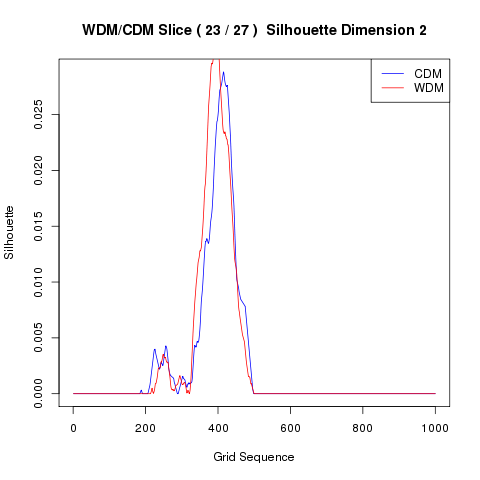 WDM/CDM Slice ( 23 / 27 )  Silhouette Dimension 2
CDM
WDM
Silhouette
0.025
0.020
0.015
0.010
0.005
0.000
0 200 400 600 800 1000
Grid Sequence